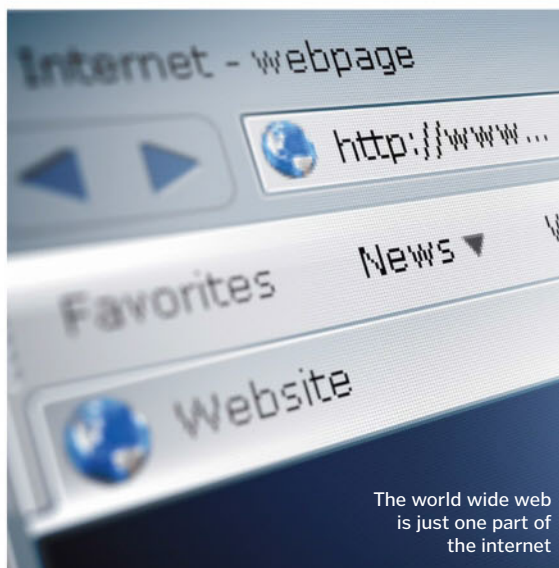 Internet - webpage
http://www...
Favorites
News
Website
The world wide web
is just one part of
the internet